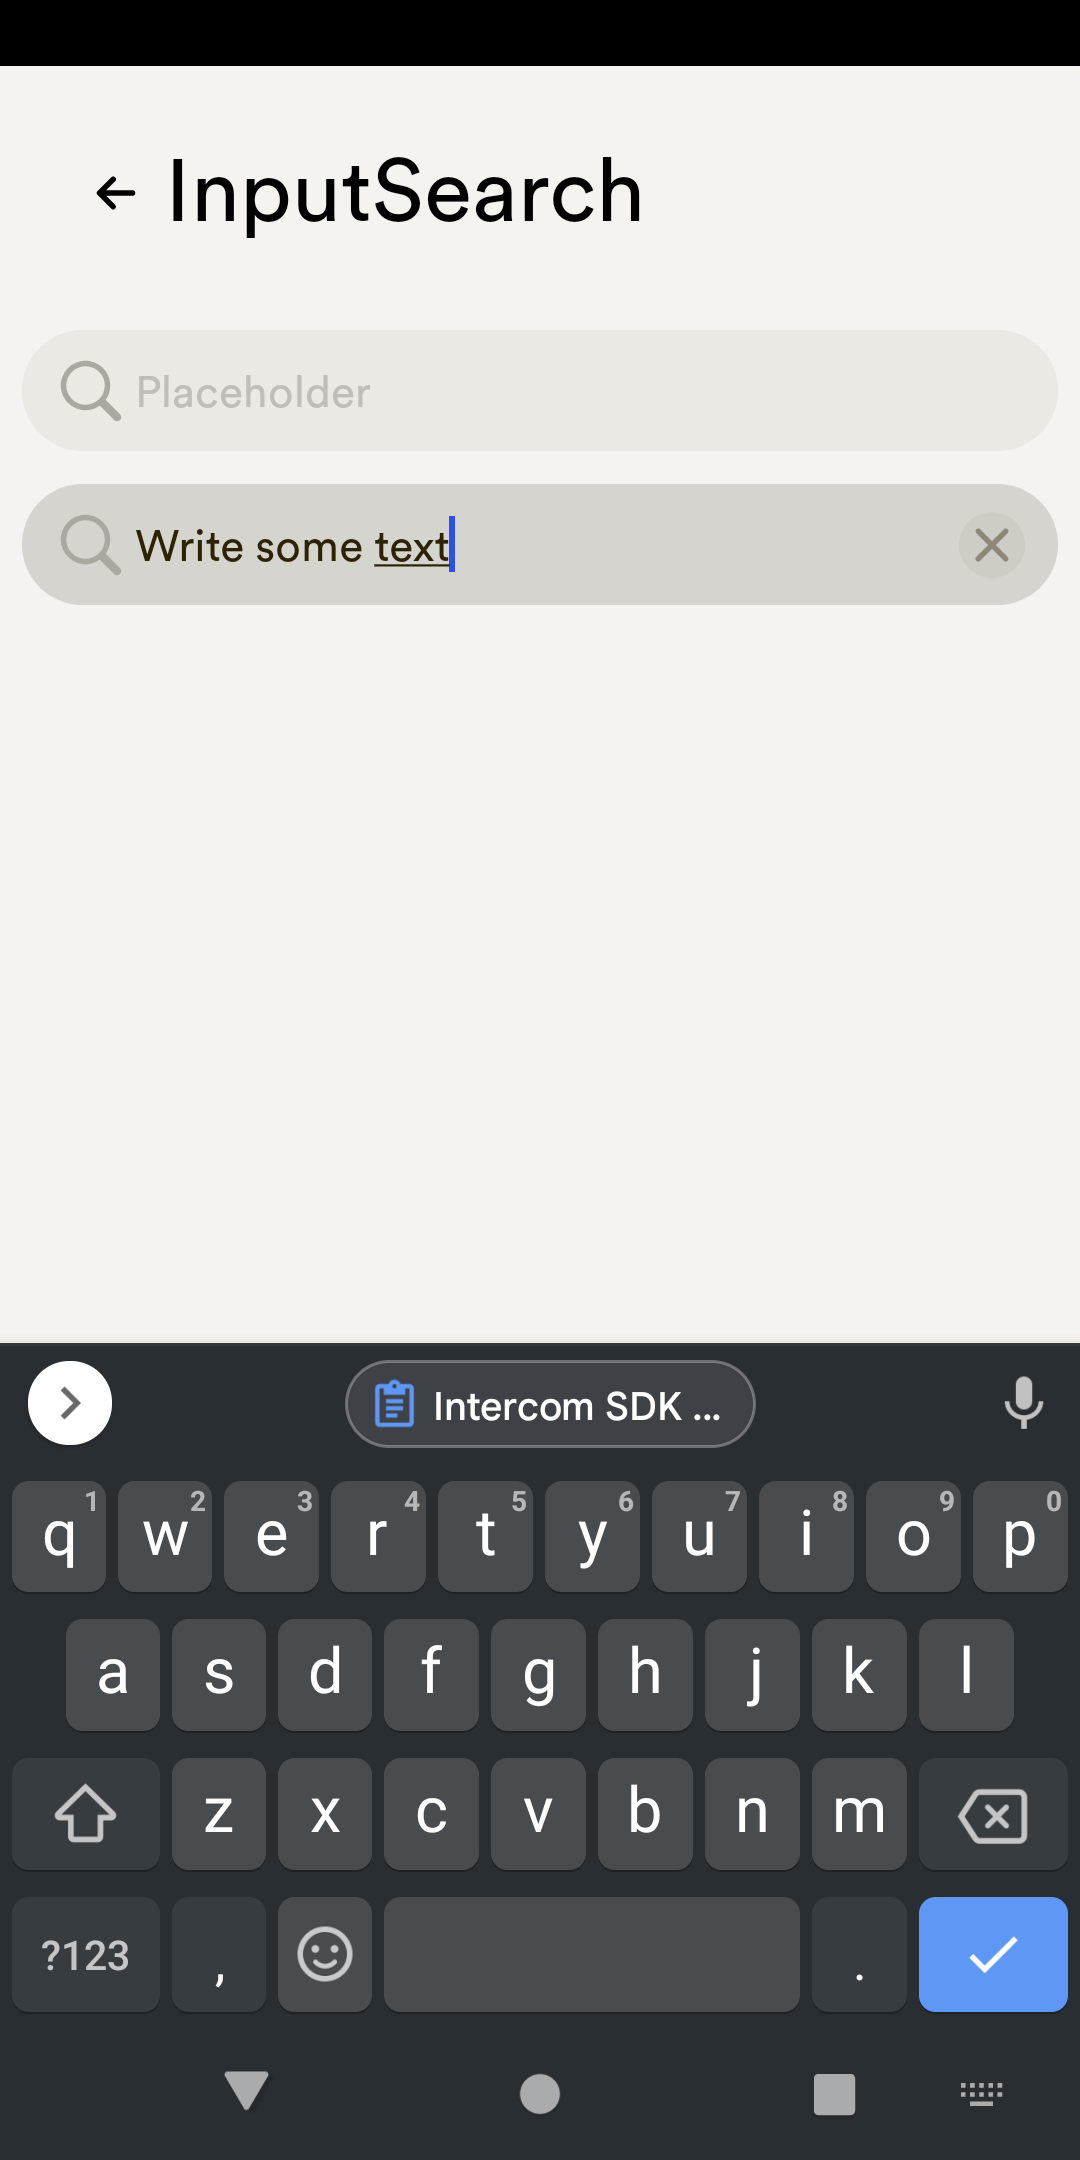 InputSearch
Placeholder
Write some text
Intercom SDK ...
q 1 w 2 e 3 r 4 t 5 y 6 u 7 i 8 o 9 p 0
a s d f g h j k l
z x c v b n m
?123 , .